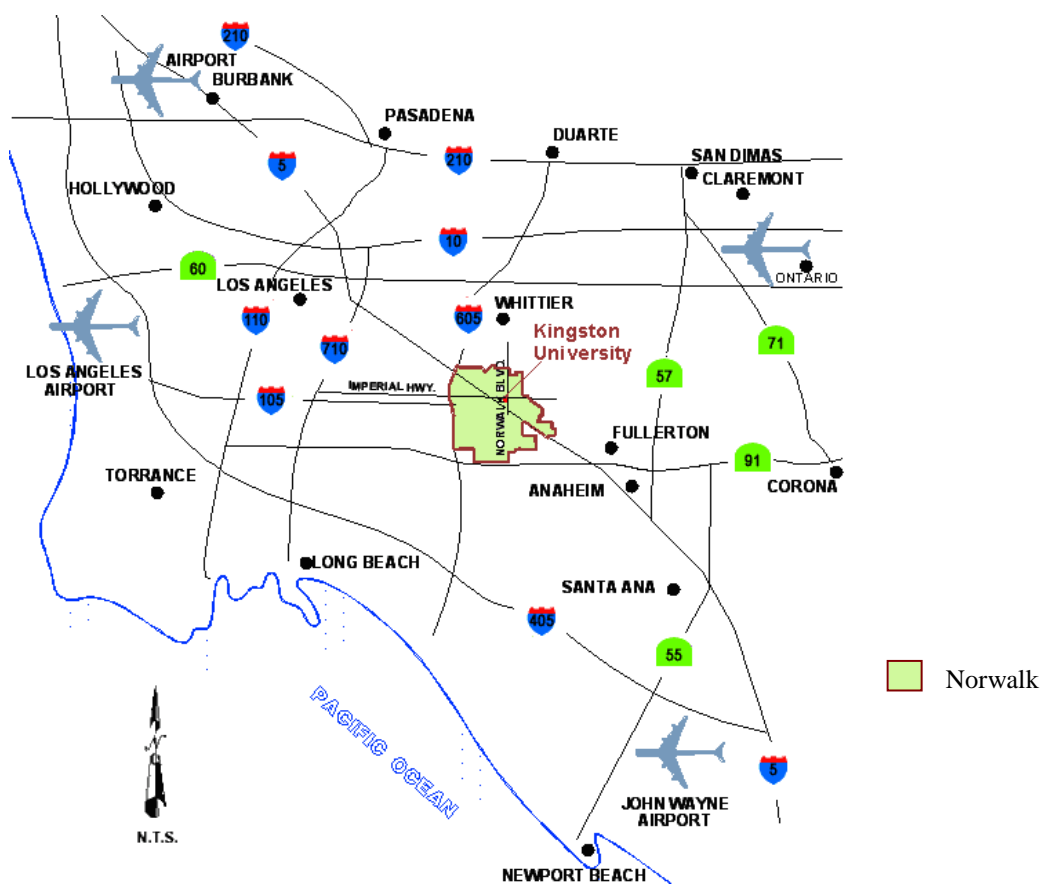 210
AIRPORT
BURBANK
PASADENA
DUARTE
210
5
SAN DIMAS
CLAREMONT
HOLLYWOOD
10
60
ONTARIO
LOS ANGELES
WHITTIER
110
605
Kingston
University
710
71
LOS ANGELES
AIRPORT
57
IMPERIAL HWY.
NORWALK BLVD.
105
FULLERTON
91
TORRANCE
ANAHEIM
CORONA
LONG BEACH
SANTA ANA
405
55
Norwalk
PACIFIC OCEAN
N
5
JOHN WAYNE
AIRPORT
N.T.S.
NEWPORT BEACH